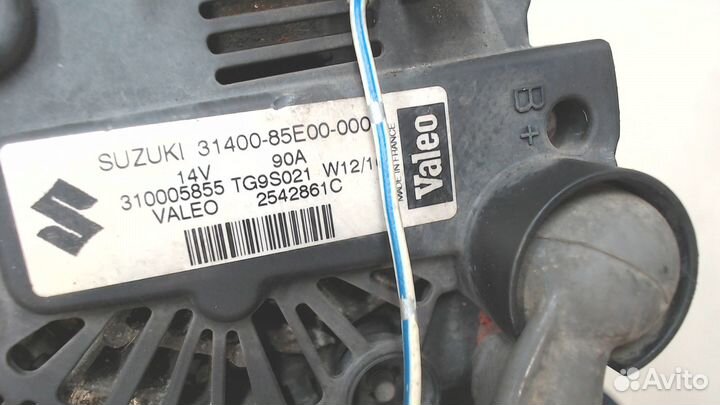 SUZUKI 31400-85E00-000
14V 90A
310005855 TG9S021 W12/1
VALEO 2542861C
MADE IN FRANCE
Valeo
B+
Avito